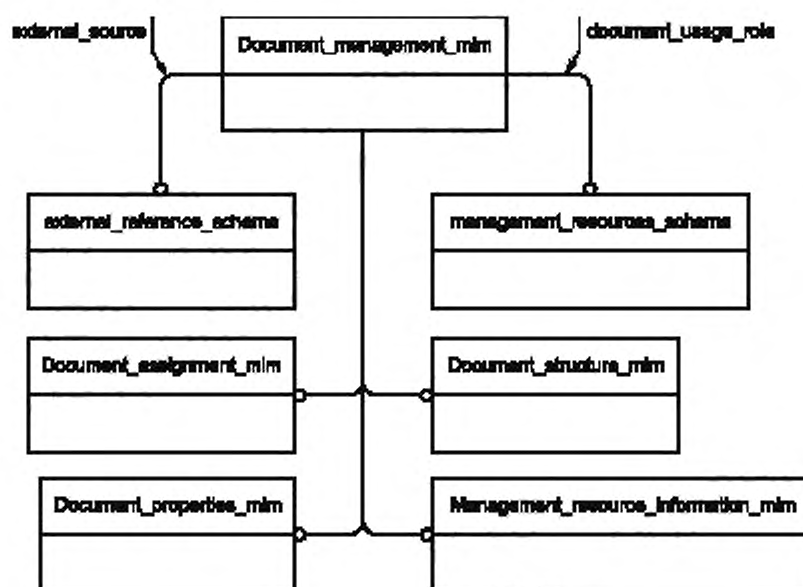 external_source
Document_management_mim
document_usage_role
external_reference_schema
management_resources_schema
Document_assignment_mim
Document_structure_mim
Document_properties_mim
Management_resource_information_mim